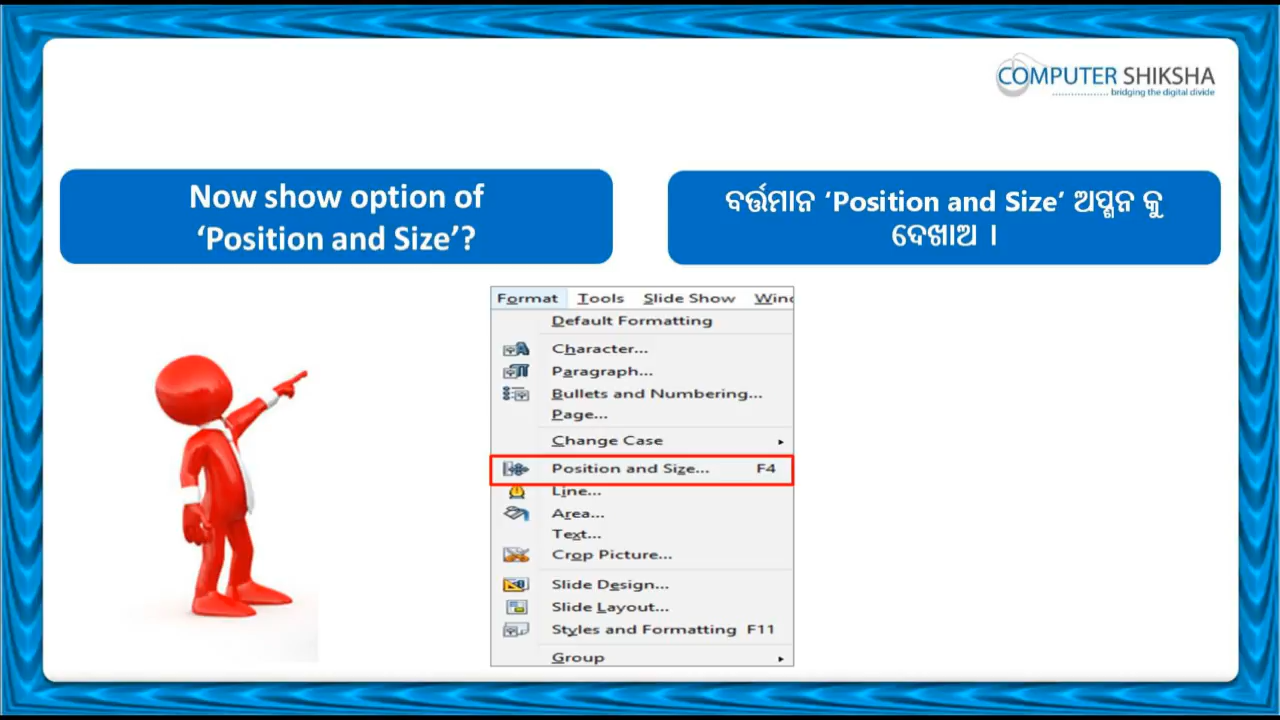 COMPUTER SHIKSHA
bridging the digital divide
Now show option of
‘Position and Size’?
ବର୍ତ୍ତମାନ ‘Position and Size’ ଅପ୍ସନ କୁ
ଦେଖାଅ ।
Format Tools Slide Show
Default Formatting
Character...
Paragraph...
Bullets and Numbering...
Page...
Change Case
Position and Size... F4
Line...
Area...
Text...
Crop Picture...
Slide Design...
Slide Layout...
Styles and Formatting F11
Group